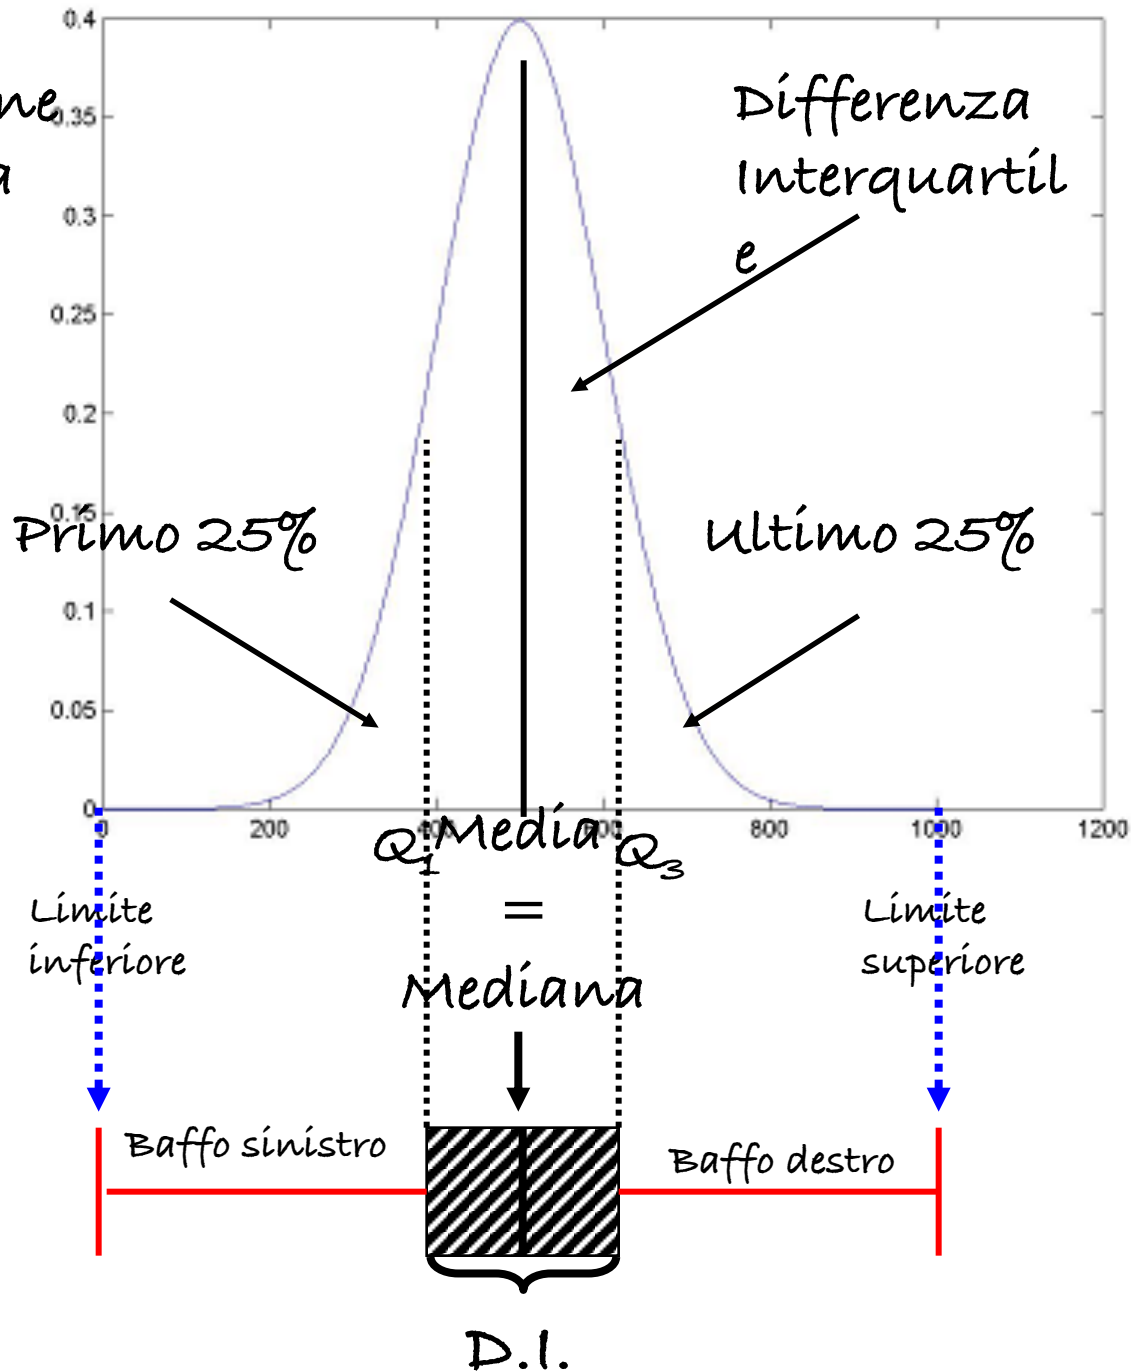 0.4
0.35
Differenza
Interquartil
e
0.3
0.25
0.2
0.15
Primo 25%
Ultimo 25%
0.1
0.05
0
0 200 400 600 800 1000 1200
Q1 Media Q3
=
Mediana
Limite
inferiore
Limite
superiore
Baffo sinistro
Baffo destro
D.I.